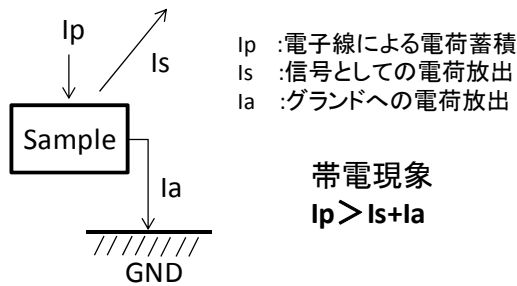 Ip
Is
Sample
Ia
GND
Ip :電子線による電荷蓄積
Is :信号としての電荷放出
Ia :グランドへの電荷放出
帯電現象
Ip＞Is+Ia